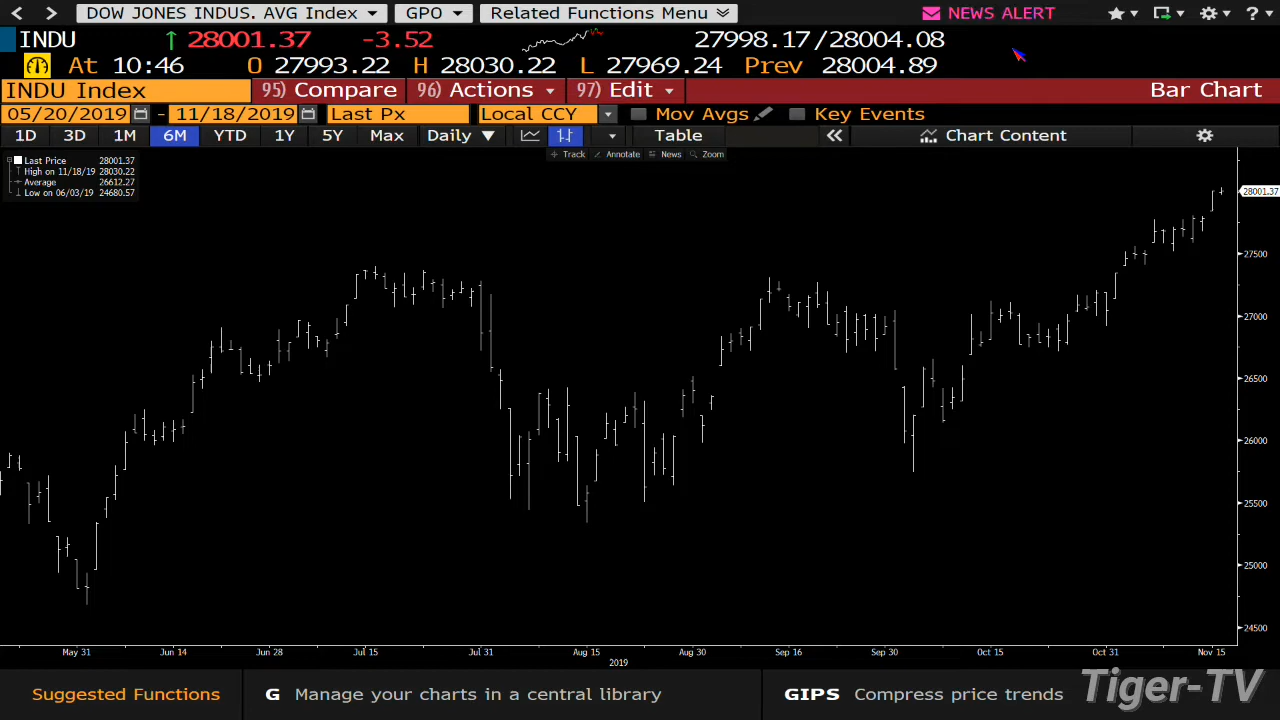 DOW JONES INDUS. AVG Index GPO Related Functions Menu NEWS ALERT ?
INDU 28001.37 -3.52 27998.17/28004.08
At 10:46 O 27993.22 H 28030.22 L 27969.24 Prev 28004.89
INDU Index 95) Compare 96) Actions 97) Edit Bar Chart
05/20/2019 - 11/18/2019 Last Px Local CCY Mov Avgs Key Events
1D 3D 1M 6M YTD 1Y 5Y Max Daily Table Chart Content
Track Annotate News Zoom
Last Price 28001.37
High on 11/18/19 28030.22
Average 26612.27
Low on 06/03/19 24680.57
28001.37
27500
27000
26500
26000
25500
25000
24500
May 31 Jun 14 Jun 28 Jul 15 Jul 31 Aug 15 Aug 30 Sep 16 Sep 30 Oct 15 Oct 31 Nov 15
2019
Suggested Functions G Manage your charts in a central library GIPS Compress price trends
Tiger-TV